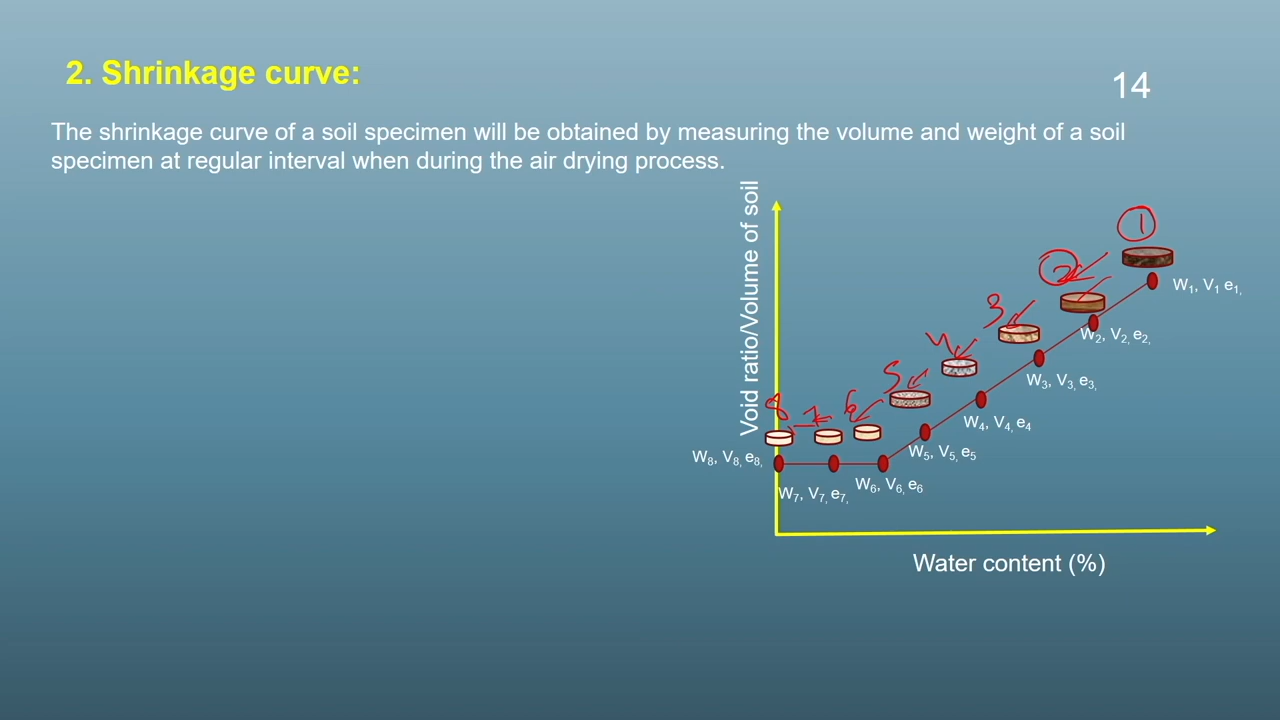 2. Shrinkage curve:
14
The shrinkage curve of a soil specimen will be obtained by measuring the volume and weight of a soil
specimen at regular interval when during the air drying process.
Void ratio/Volume of soil
1
2
3
4
5
6
7
8
W1, V1 e1,
W2, V2, e2,
W3, V3, e3,
W4, V4, e4
W5, V5, e5
W6, V6, e6
W7, V7, e7,
W8, V8, e8,
Water content (%)